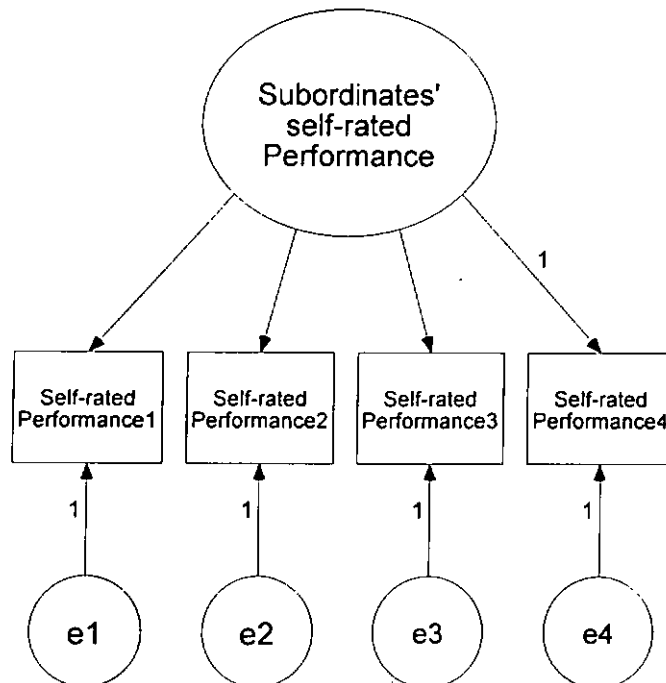 Subordinates'
self-rated
Performance
1
Self-rated
Performance1
Self-rated
Performance2
Self-rated
Performance3
Self-rated
Performance4
1
1
1
1
e1
e2
e3
e4